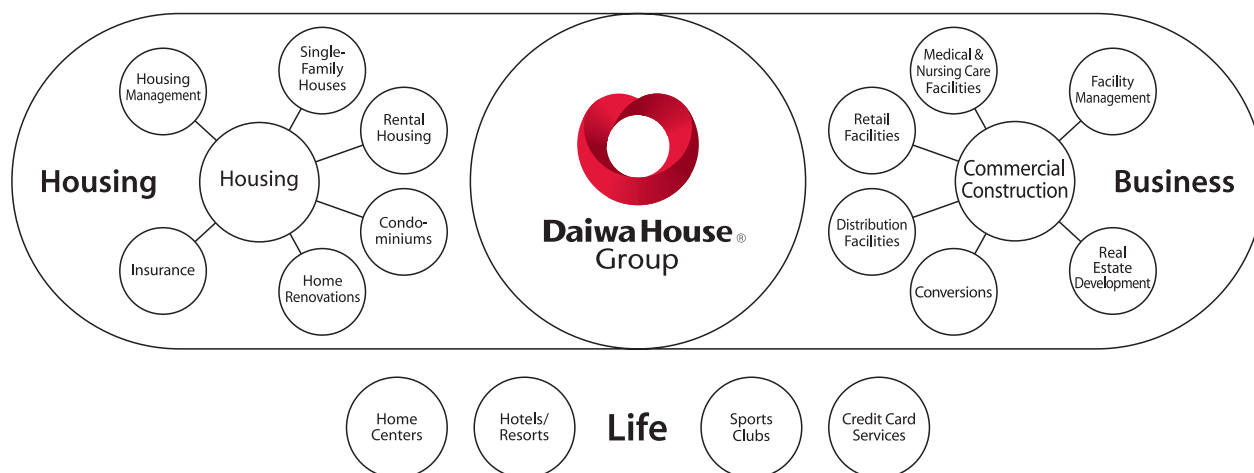 Housing
Housing
Management
Single-
Family
Houses
Rental
Housing
Housing
Condo-
miniums
Insurance
Home
Renovations
Daiwa House ®
Group
Medical &
Nursing Care
Facilities
Facility
Management
Retail
Facilities
Commercial
Construction
Business
Distribution
Facilities
Real
Estate
Development
Conversions
Home
Centers
Hotels/
Resorts
Life
Sports
Clubs
Credit Card
Services